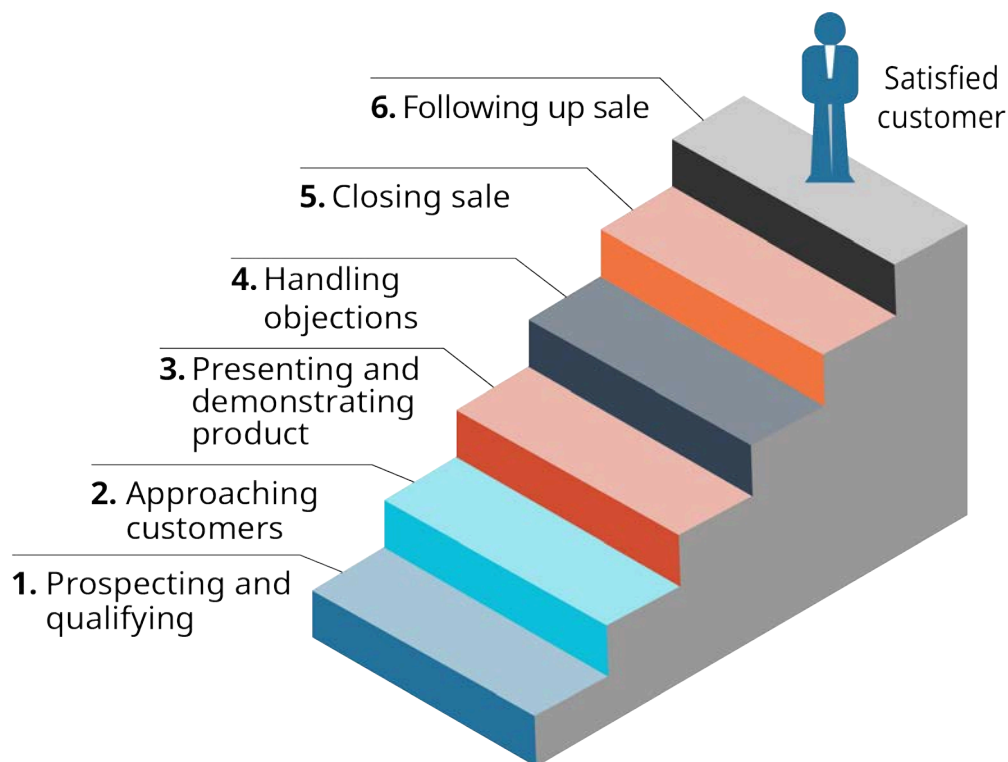 Satisfied
customer
6. Following up sale
5. Closing sale
4. Handling
objections
3. Presenting and
demonstrating
product
2. Approaching
customers
1. Prospecting and
qualifying